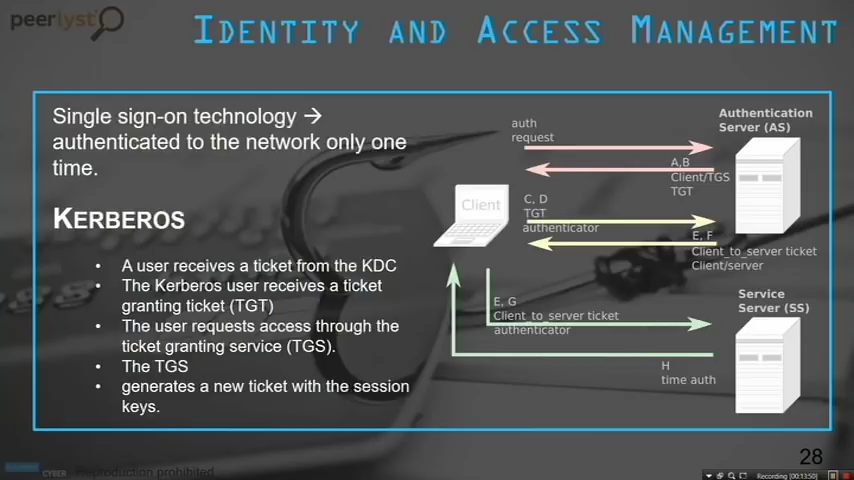 peerlyst
IDENTITY AND ACCESS MANAGEMENT
Single sign-on technology →
authenticated to the network only one
time.
KERBEROS
• A user receives a ticket from the KDC
• The Kerberos user receives a ticket
granting ticket (TGT)
• The user requests access through the
ticket granting service (TGS).
• The TGS
• generates a new ticket with the session
keys.
auth
request
Authentication
Server (AS)
A,B
Client/TGS
TGT
Client
C, D
TGT
authenticator
E, F
Client_to_server ticket
Client/server
E, G
Client_to_server ticket
authenticator
Service
Server (SS)
H
time auth
28
CYBER
Reproduction prohibited
Recording [00:13:50]